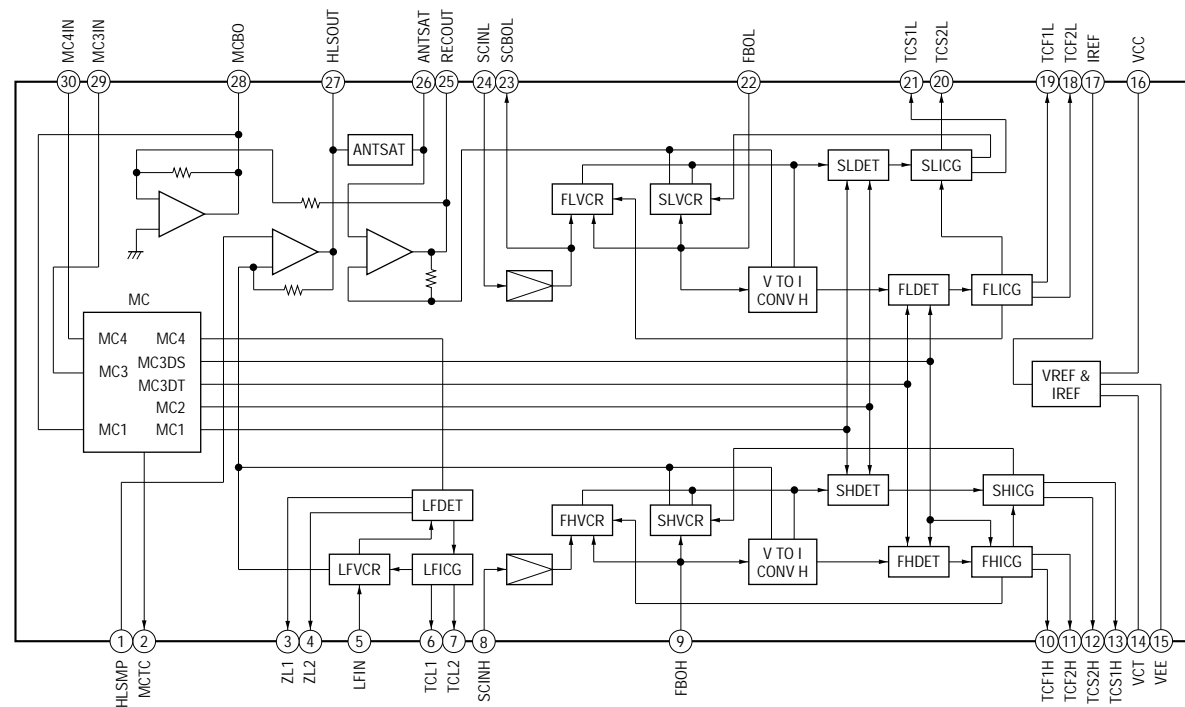 MC4IN
MC3IN
MCBO
HLSOUT
ANTSAT
RECOUT
SCINL
SCBOL
FBOL
TCS1L
TCS2L
TCF1L
TCF2L
IREF
VCC
30
29
28
27
26
25
24
23
22
21
20
19
18
17
16
ANTSAT
SLDET
SLICG
FLVCR
SLVCR
V TO I
CONV H
FLDET
FLICG
MC
MC4
MC4
MC3DS
MC3
MC3DT
MC2
MC1
MC1
VREF &
IREF
SHDET
SHICG
LFDET
FHVCR
SHVCR
V TO I
CONV H
FHDET
FHICG
LFVCR
LFICG
1
2
3
4
5
6
7
8
9
10
11
12
13
14
15
HLSMP
MCTC
ZL1
ZL2
LFIN
TCL1
TCL2
SCINH
FBOH
TCF1H
TCF2H
TCS2H
TCS1H
VCT
VEE